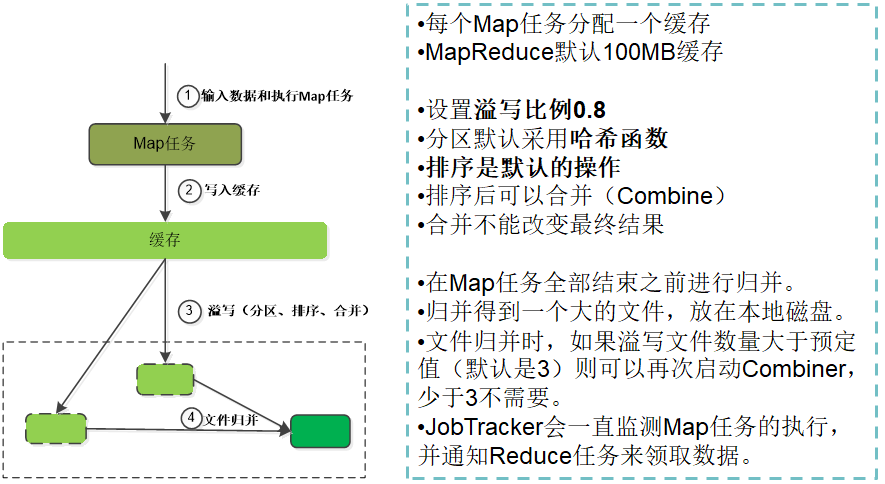 ①输入数据和执行Map任务
Map任务
②写入缓存
缓存
③溢写（分区、排序、合并）
④文件归并
•每个Map任务分配一个缓存
•MapReduce默认100MB缓存
•设置溢写比例0.8
•分区默认采用哈希函数
•排序是默认的操作
•排序后可以合并（Combine）
•合并不能改变最终结果
•在Map任务全部结束之前进行归并。
•归并得到一个大的文件，放在本地磁盘。
•文件归并时，如果溢写文件数量大于预定
值（默认是3）则可以再次启动Combiner，
少于3不需要。
•JobTracker会一直监测Map任务的执行，
并通知Reduce任务来领取数据。